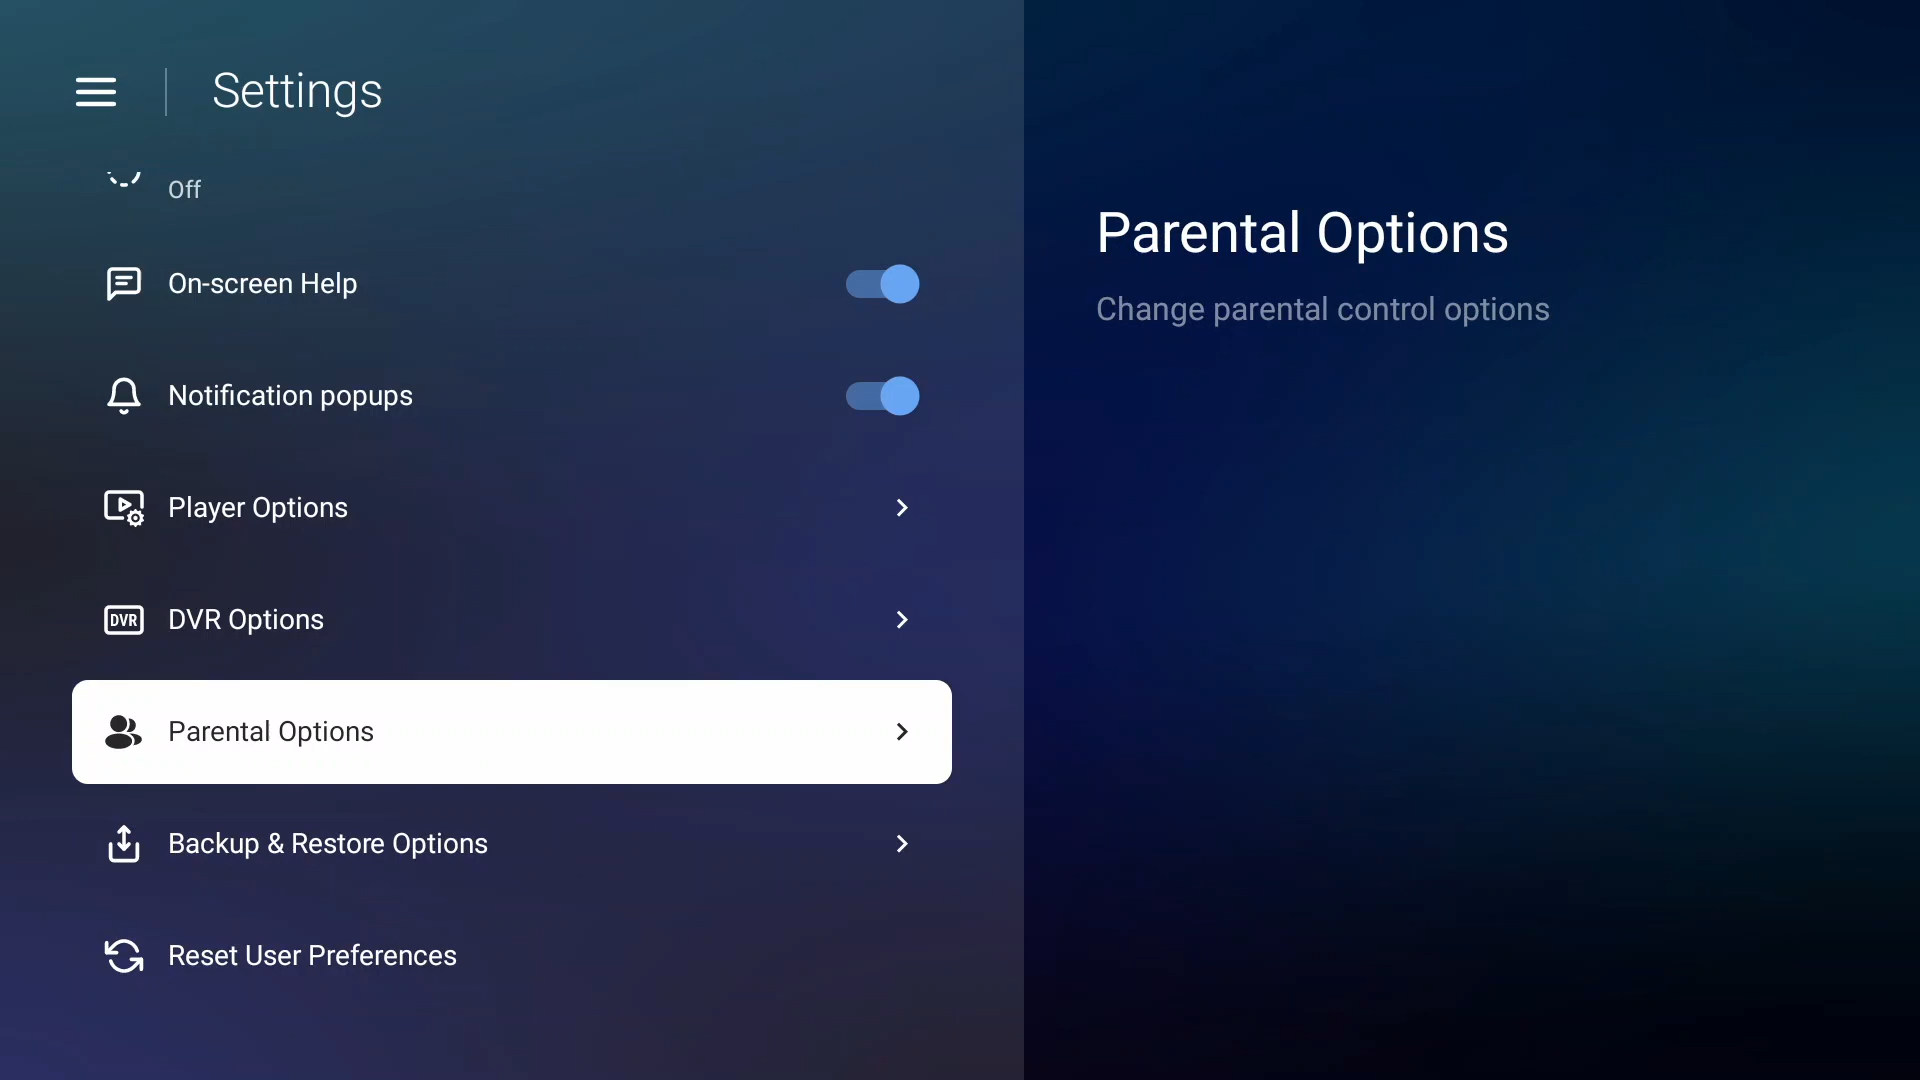 Settings
Off
On-screen Help
Notification popups
Player Options
DVR
DVR Options
Parental Options
Backup & Restore Options
Reset User Preferences
Parental Options
Change parental control options